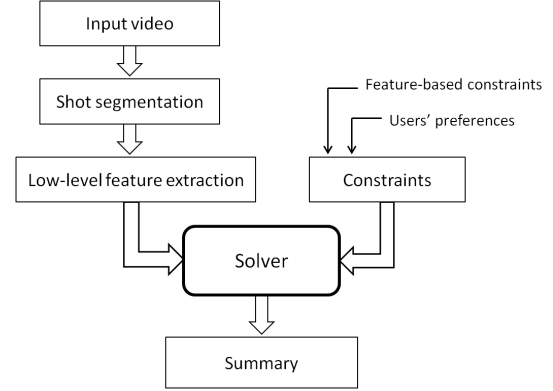 Input video
Shot segmentation
Feature-based constraints
Users' preferences
Low-level feature extraction
Constraints
Solver
Summary